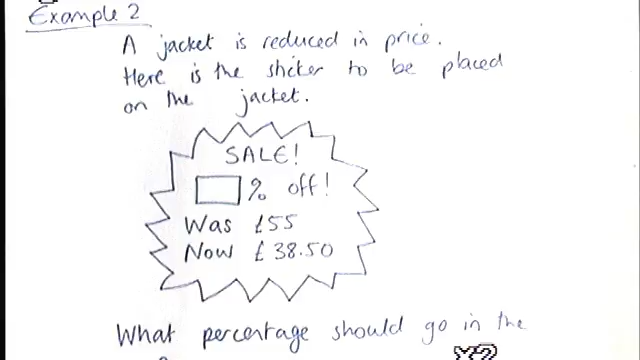 Example 2
A jacket is reduced in price.
Here is the sticker to be placed
on the jacket.
SALE!
% off!
Was £55
Now £38.50
What percentage should go in the